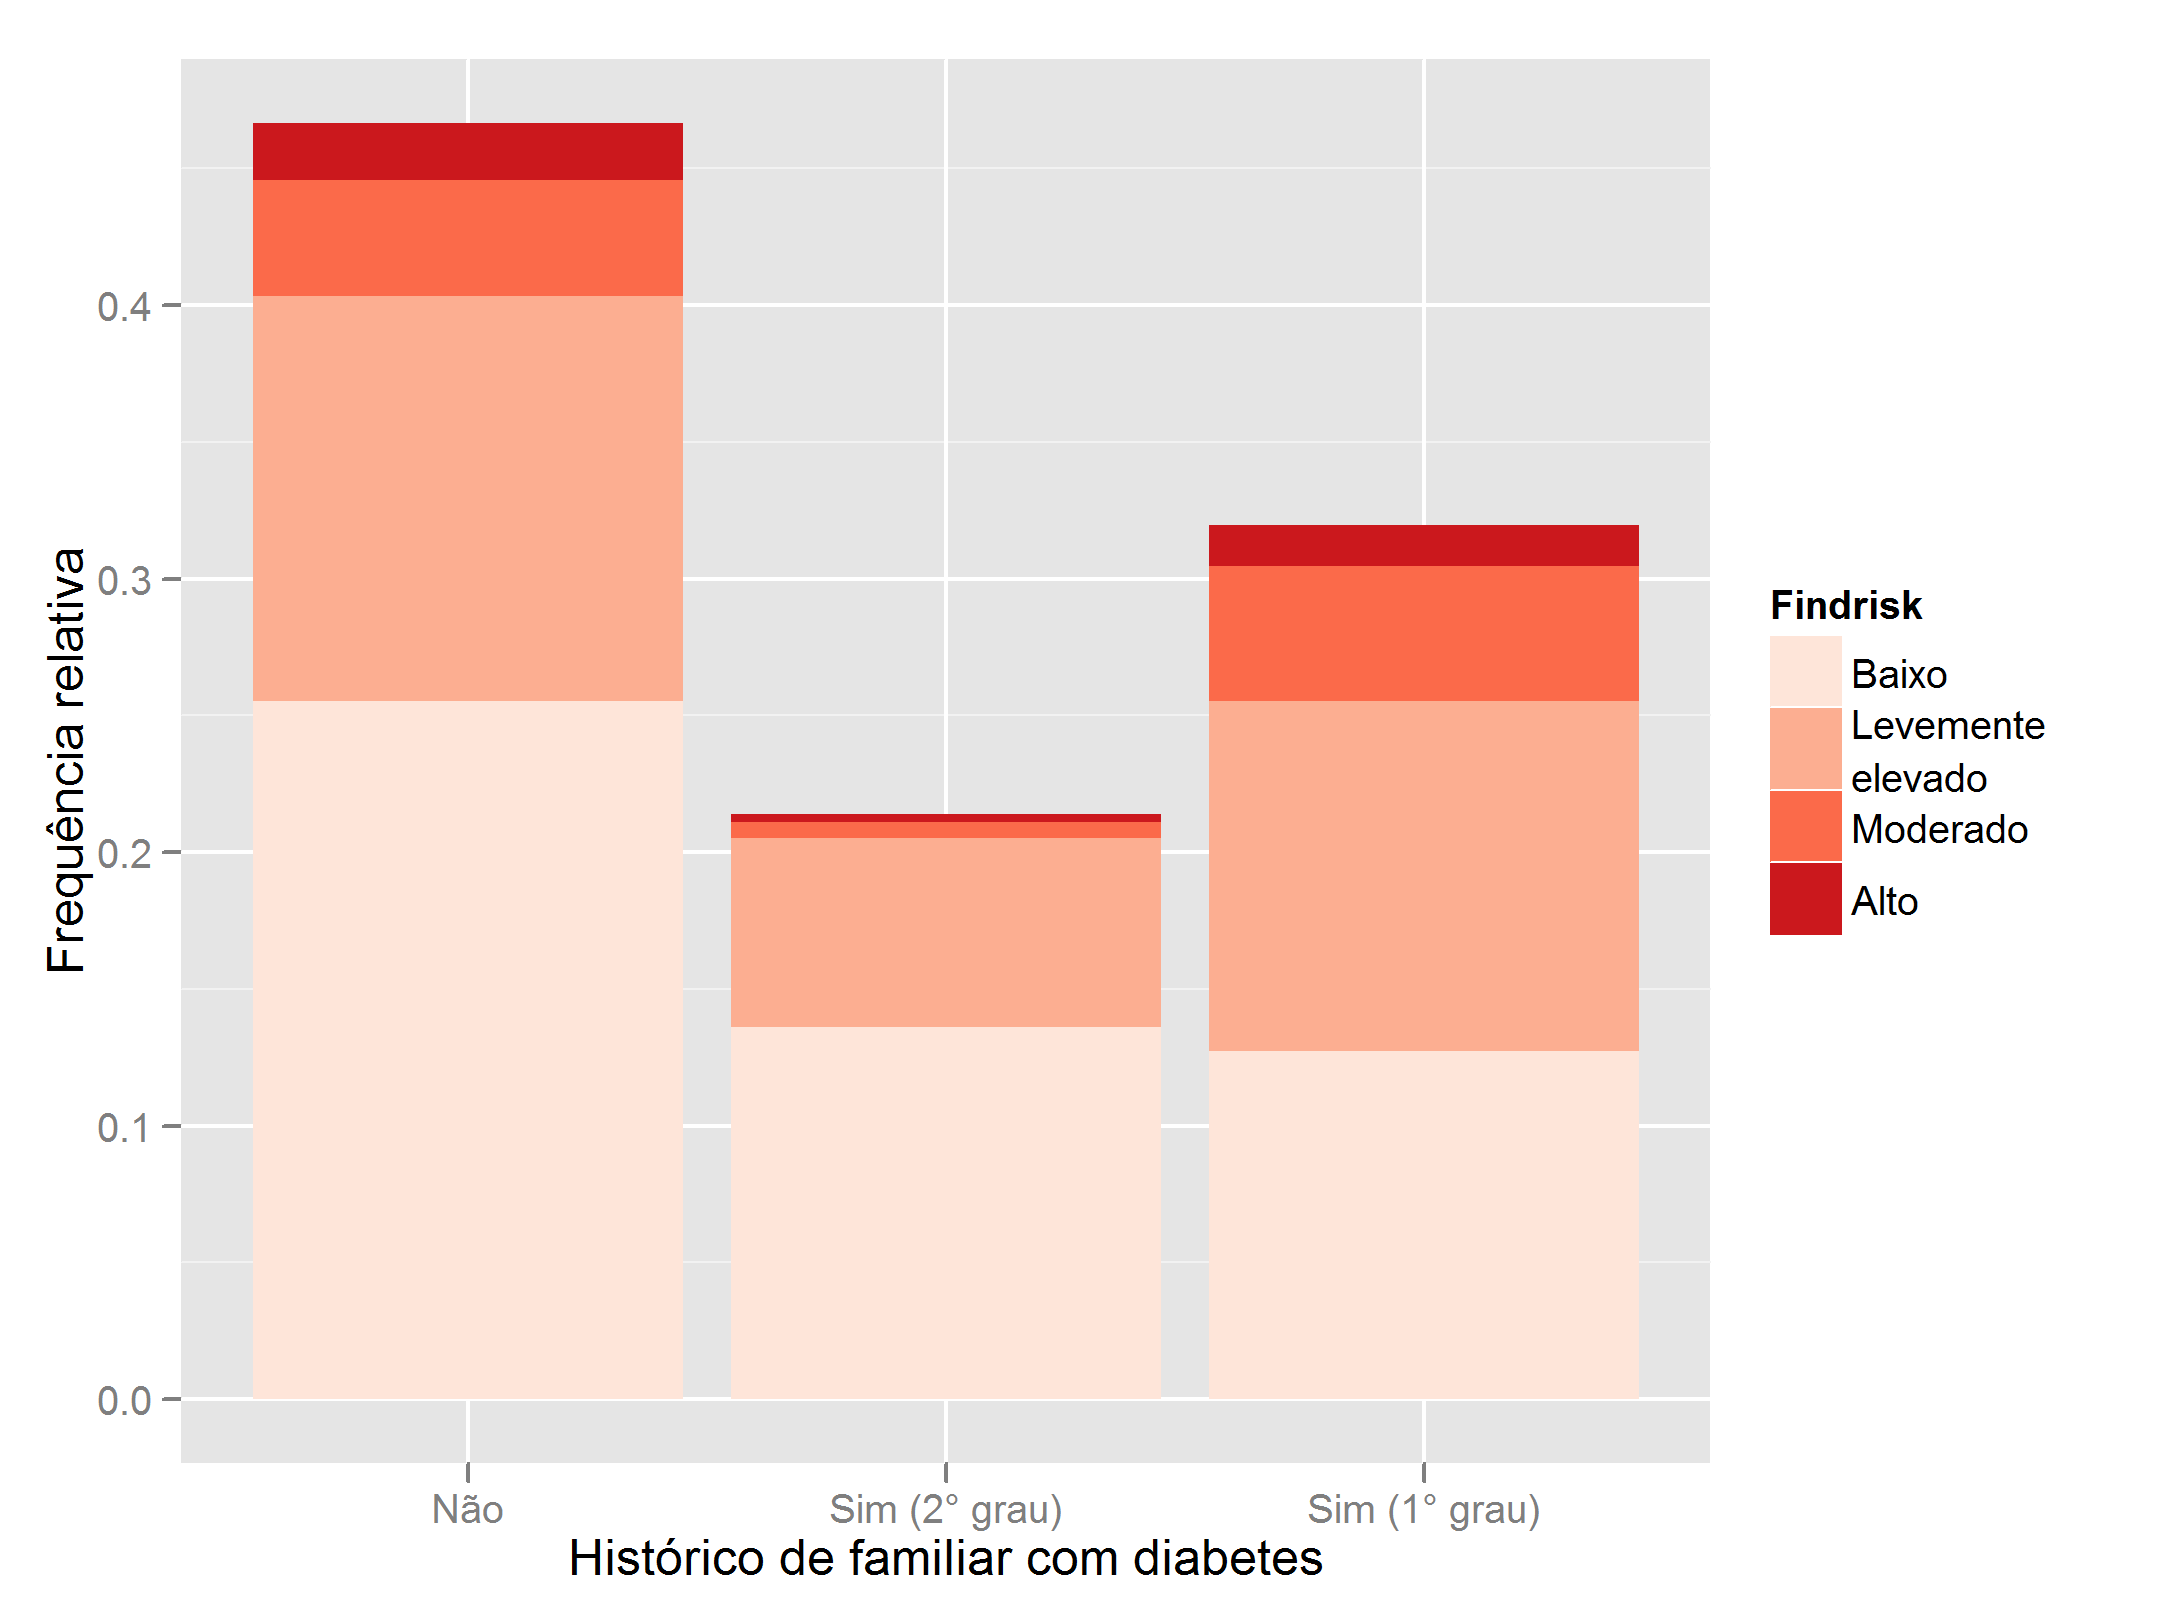 Frequência relativa
0.4
0.3
0.2
0.1
0.0
Não
Sim (2° grau)
Sim (1° grau)
Histórico de familiar com diabetes
Findrisk
Baixo
Levemente
elevado
Moderado
Alto